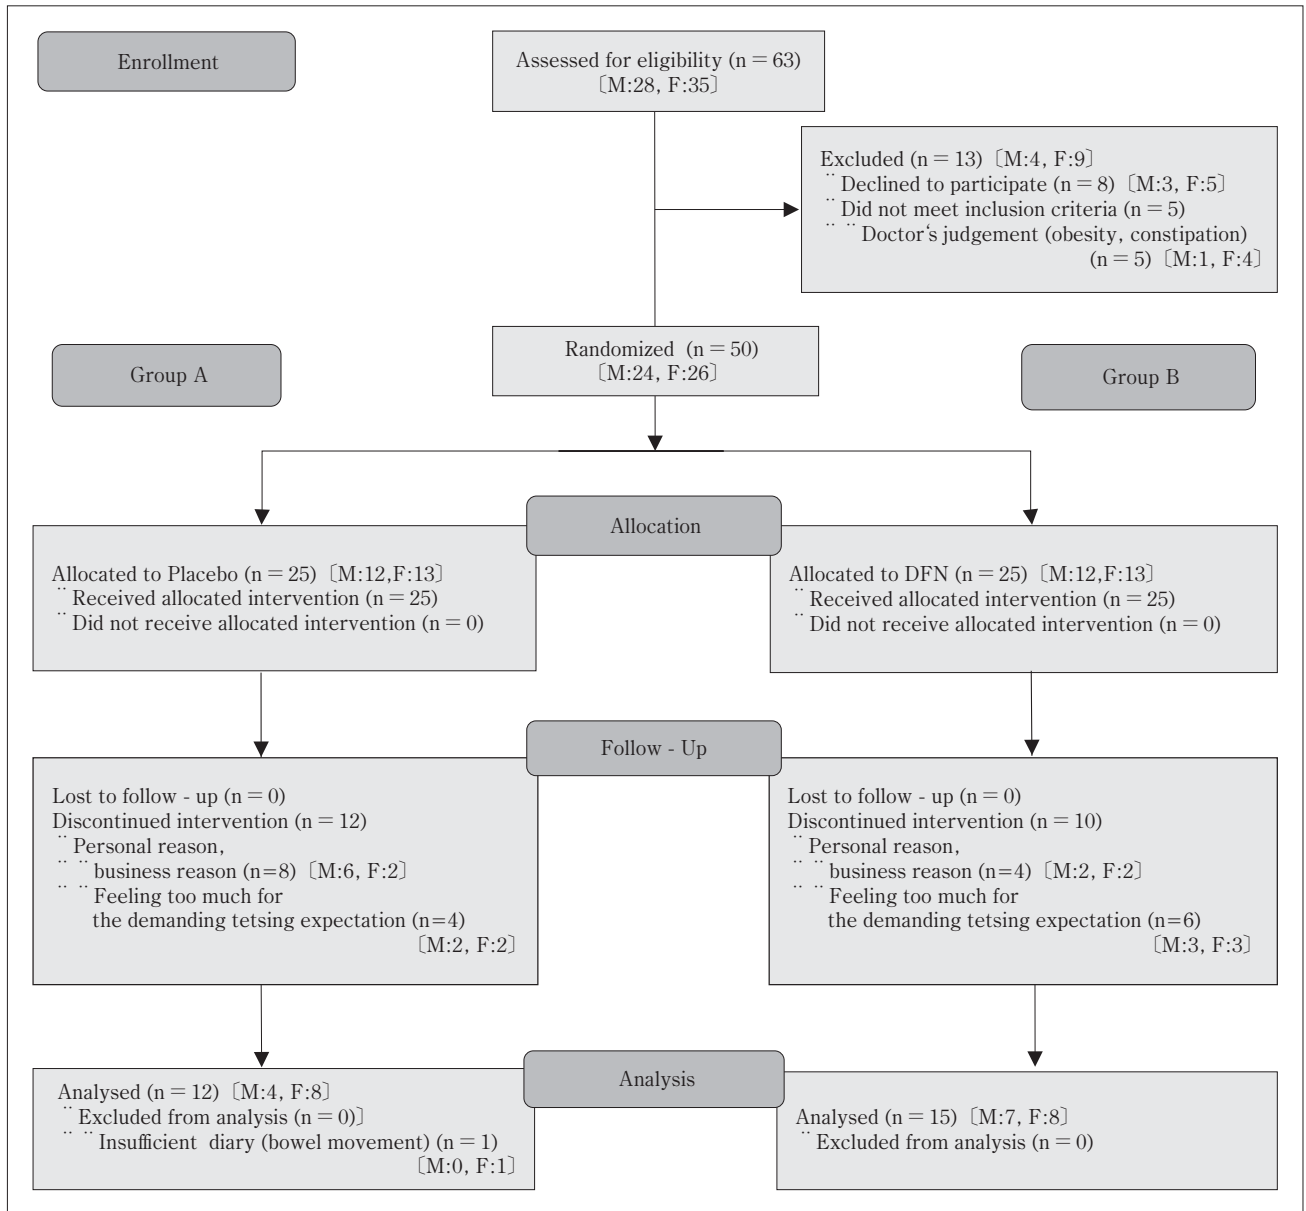 Enrollment
Assessed for eligibility (n = 63)
〔M:28, F:35〕
Excluded (n = 13) 〔M:4, F:9〕
¨Declined to participate (n = 8) 〔M:3, F:5〕
¨Did not meet inclusion criteria (n = 5)
¨ ¨Doctor‘s judgement (obesity, constipation)
(n = 5) 〔M:1, F:4〕
Randomized (n = 50)
〔M:24, F:26〕
Group A
Group B
Allocation
Allocated to Placebo (n = 25) 〔M:12,F:13〕
¨Received allocated intervention (n = 25)
¨Did not receive allocated intervention (n = 0)
Allocated to DFN (n = 25) 〔M:12,F:13〕
¨Received allocated intervention (n = 25)
¨Did not receive allocated intervention (n = 0)
Follow - Up
Lost to follow - up (n = 0)
Discontinued intervention (n = 12)
¨Personal reason,
¨ ¨business reason (n=8) 〔M:6, F:2〕
¨ ¨Feeling too much for
the demanding tetsing expectation (n=4)
〔M:2, F:2〕
Lost to follow - up (n = 0)
Discontinued intervention (n = 10)
¨Personal reason,
¨ ¨business reason (n=4) 〔M:2, F:2〕
¨ ¨Feeling too much for
the demanding tetsing expectation (n=6)
〔M:3, F:3〕
Analysis
Analysed (n = 12) 〔M:4, F:8〕
¨Excluded from analysis (n = 0)〕
¨ ¨Insufficient diary (bowel movement) (n = 1)
〔M:0, F:1〕
Analysed (n = 15) 〔M:7, F:8〕
¨Excluded from analysis (n = 0)